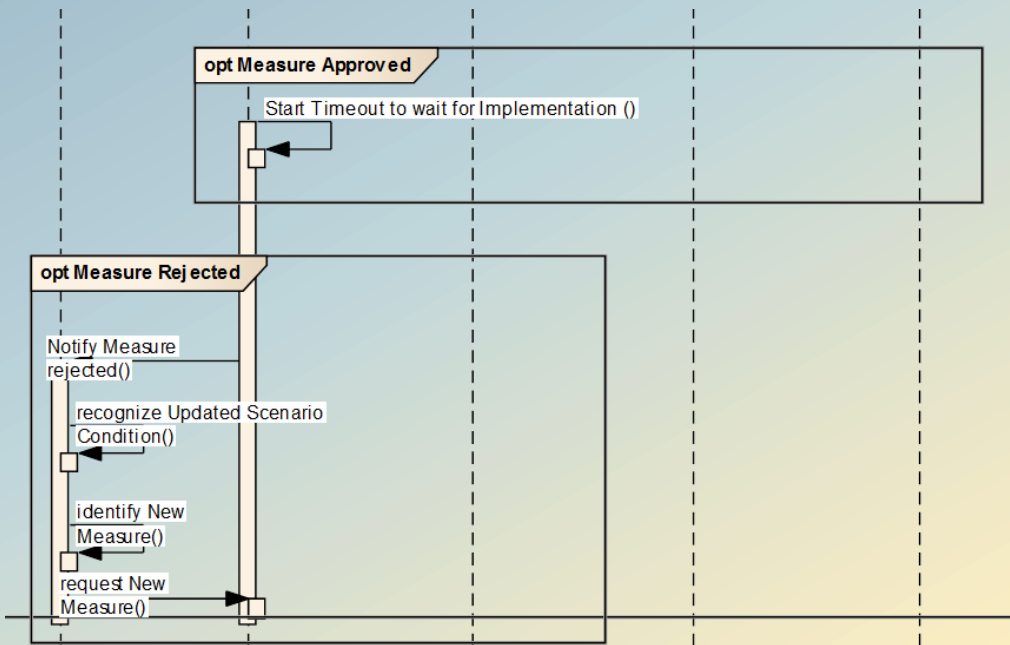 opt Measure Approved
Start Timeout to wait for Implementation ()
opt Measure Rejected
Notify Measure
rejected()
recognize Updated Scenario
Condition()
identify New
Measure()
request New
Measure()